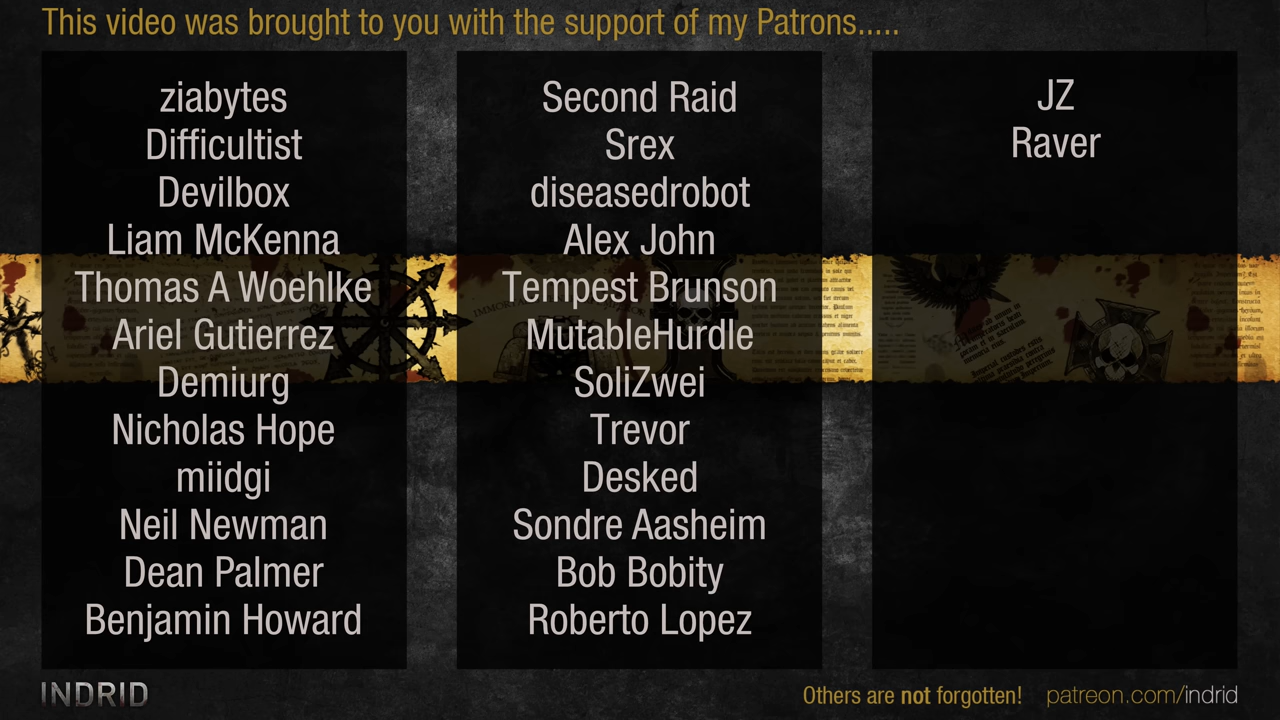 This video was brought to you with the support of my Patrons.....
ziabytes
Difficultist
Devilbox
Liam McKenna
Thomas A Woehlke
Ariel Gutierrez
Demiurg
Nicholas Hope
miidgi
Neil Newman
Dean Palmer
Benjamin Howard
Second Raid
Srex
diseasedrobot
Alex John
Tempest Brunson
MutableHurdle
SoliZwei
Trevor
Desked
Sondre Aasheim
Bob Bobity
Roberto Lopez
JZ
Raver
INDRID
Others are not forgotten!
patreon.com/indrid